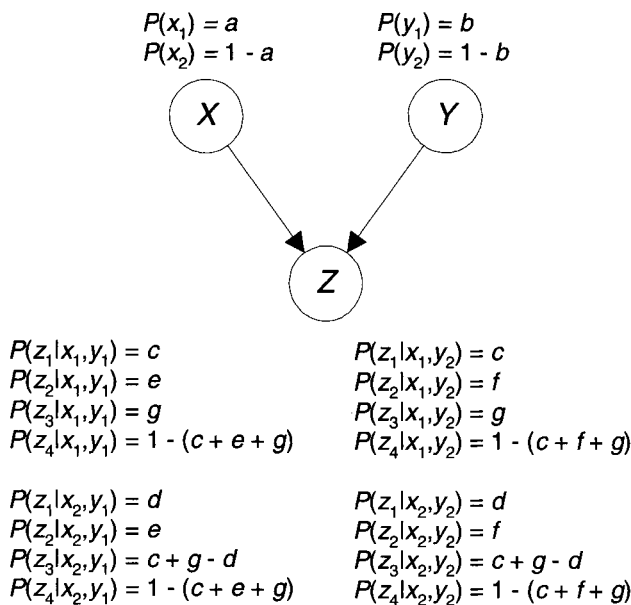 P(x₁) = a
P(x₂) = 1 - a
P(y₁) = b
P(y₂) = 1 - b
X
Y
Z
P(z₁|x₁,y₁) = c
P(z₂|x₁,y₁) = e
P(z₃|x₁,y₁) = g
P(z₄|x₁,y₁) = 1 - (c + e + g)
P(z₁|x₁,y₂) = c
P(z₂|x₁,y₂) = f
P(z₃|x₁,y₂) = g
P(z₄|x₁,y₂) = 1 - (c + f + g)
P(z₁|x₂,y₁) = d
P(z₂|x₂,y₁) = e
P(z₃|x₂,y₁) = c + g - d
P(z₄|x₂,y₁) = 1 - (c + e + g)
P(z₁|x₂,y₂) = d
P(z₂|x₂,y₂) = f
P(z₃|x₂,y₂) = c + g - d
P(z₄|x₂,y₂) = 1 - (c + f + g)